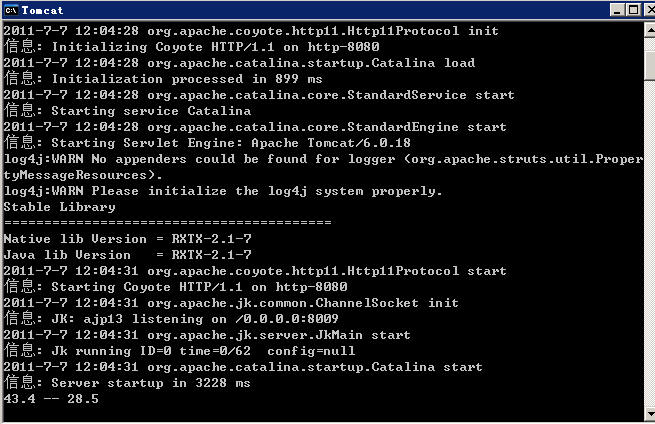 Tomcat
2011-7-7 12:04:28 org.apache.coyote.http11.Http11Protocol init
信息: Initializing Coyote HTTP/1.1 on http-8080
2011-7-7 12:04:28 org.apache.catalina.startup.Catalina load
信息: Initialization processed in 899 ms
2011-7-7 12:04:28 org.apache.catalina.core.StandardService start
信息: Starting service Catalina
2011-7-7 12:04:28 org.apache.catalina.core.StandardEngine start
信息: Starting Servlet Engine: Apache Tomcat/6.0.18
log4j:WARN No appenders could be found for logger (org.apache.struts.util.Proper
tyMessageResources).
log4j:WARN Please initialize the log4j system properly.
Stable Library
=========================================
Native lib Version = RXTX-2.1-7
Java lib Version   = RXTX-2.1-7
2011-7-7 12:04:31 org.apache.coyote.http11.Http11Protocol start
信息: Starting Coyote HTTP/1.1 on http-8080
2011-7-7 12:04:31 org.apache.jk.common.ChannelSocket init
信息: JK: ajp13 listening on /0.0.0.0:8009
2011-7-7 12:04:31 org.apache.jk.server.JkMain start
信息: Jk running ID=0 time=0/62  config=null
2011-7-7 12:04:31 org.apache.catalina.startup.Catalina start
信息: Server startup in 3228 ms
43.4 -- 28.5